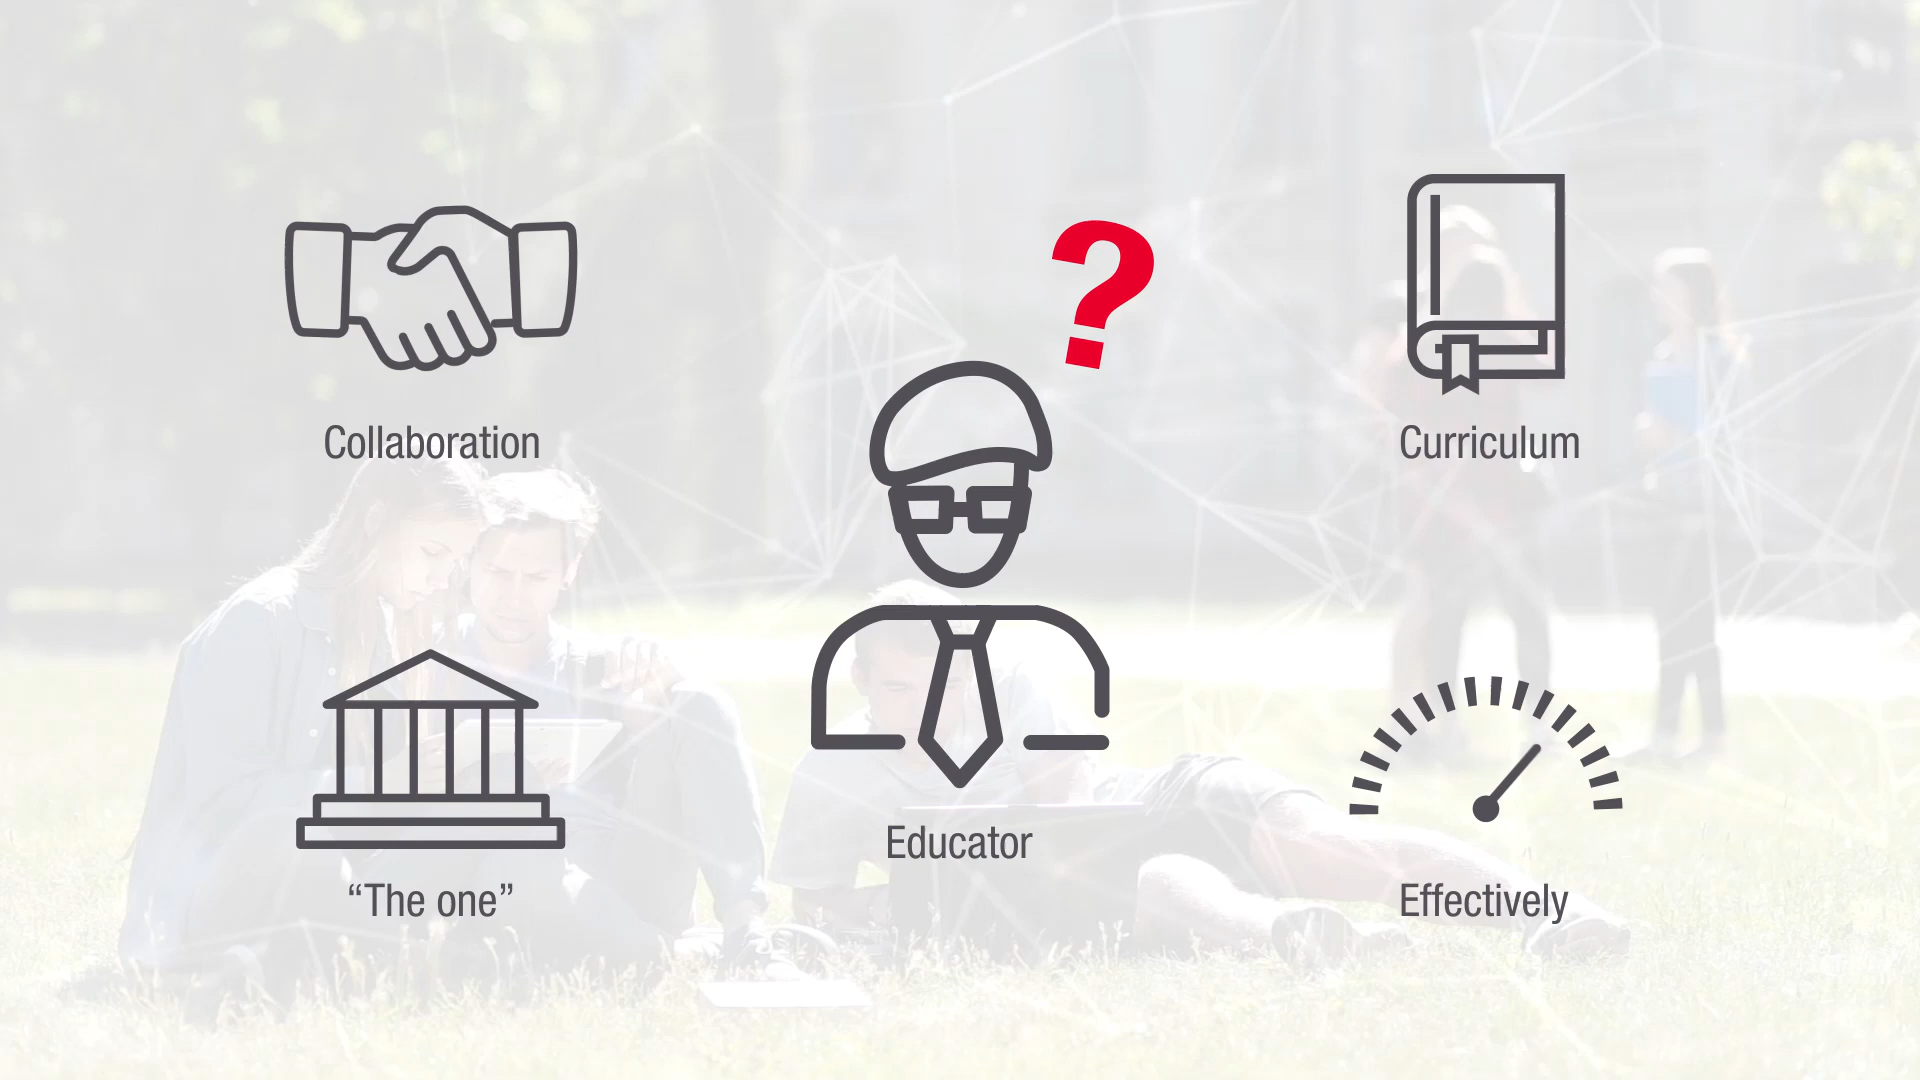 ?
Collaboration
Curriculum
Educator
“The one”
Effectively